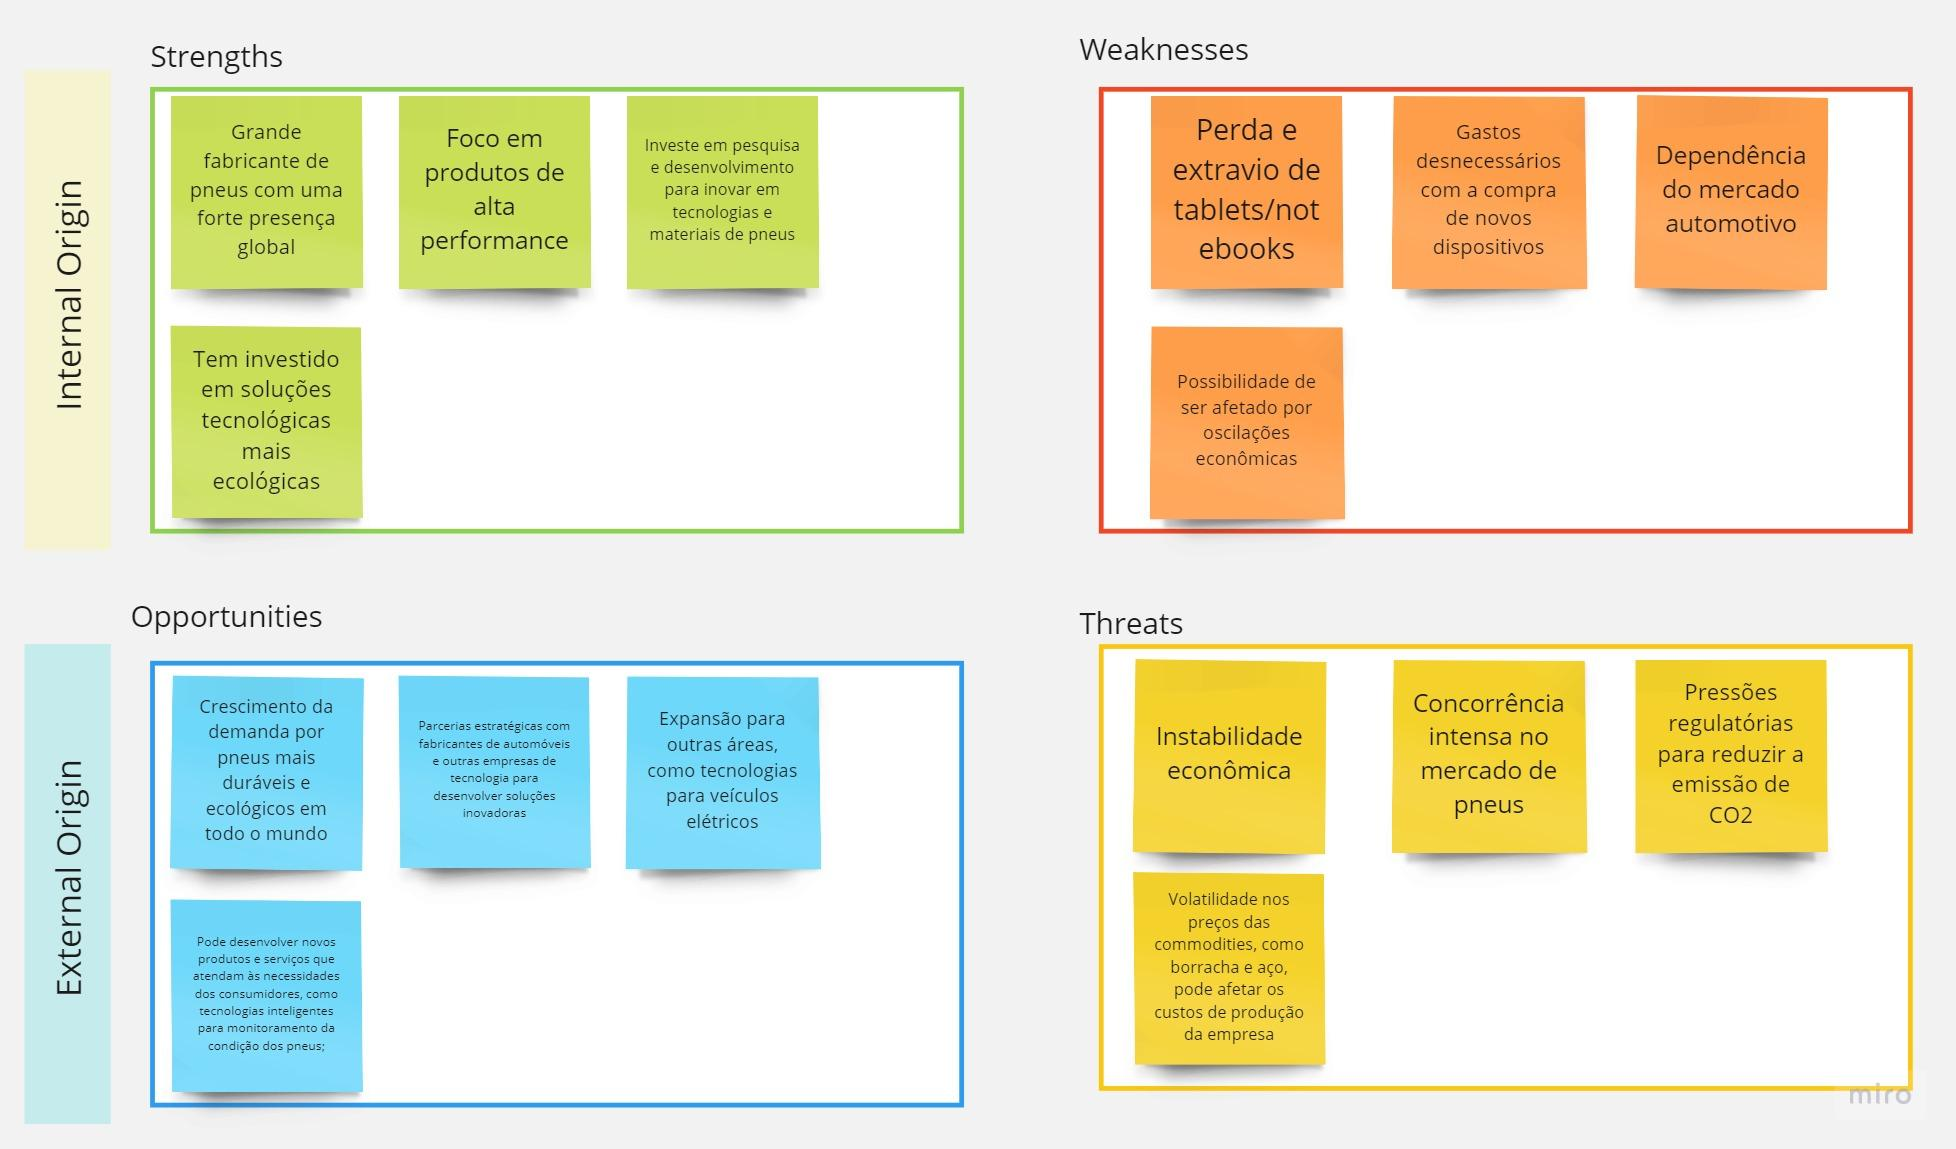 Strengths
Weaknesses
Internal Origin
Grande
fabricante de
pneus com uma
forte presença
global
Foco em
produtos de
alta
performance
Investe em pesquisa
e desenvolvimento
para inovar em
tecnologias e
materiais de pneus
Tem investido
em soluções
tecnológicas
mais
ecológicas
Perda e
extravio de
tablets/not
ebooks
Gastos
desnecessários
com a compra
de novos
dispositivos
Dependência
do mercado
automotivo
Possibilidade de
ser afetado por
oscilações
econômicas
Opportunities
Threats
External Origin
Crescimento da
demanda por
pneus mais
duráveis e
ecológicos em
todo o mundo
Parcerias estratégicas com
fabricantes de automóveis
e outras empresas de
tecnologia para
desenvolver soluções
inovadoras
Expansão para
outras áreas,
como tecnologias
para veículos
elétricos
Pode desenvolver novos
produtos e serviços que
atendam às necessidades
dos consumidores, como
tecnologias inteligentes
para monitoramento da
condição dos pneus;
Instabilidade
econômica
Concorrência
intensa no
mercado de
pneus
Pressões
regulatórias
para reduzir a
emissão de
CO2
Volatilidade nos
preços das
commodities, como
borracha e aço,
pode afetar os
custos de produção
da empresa
miro